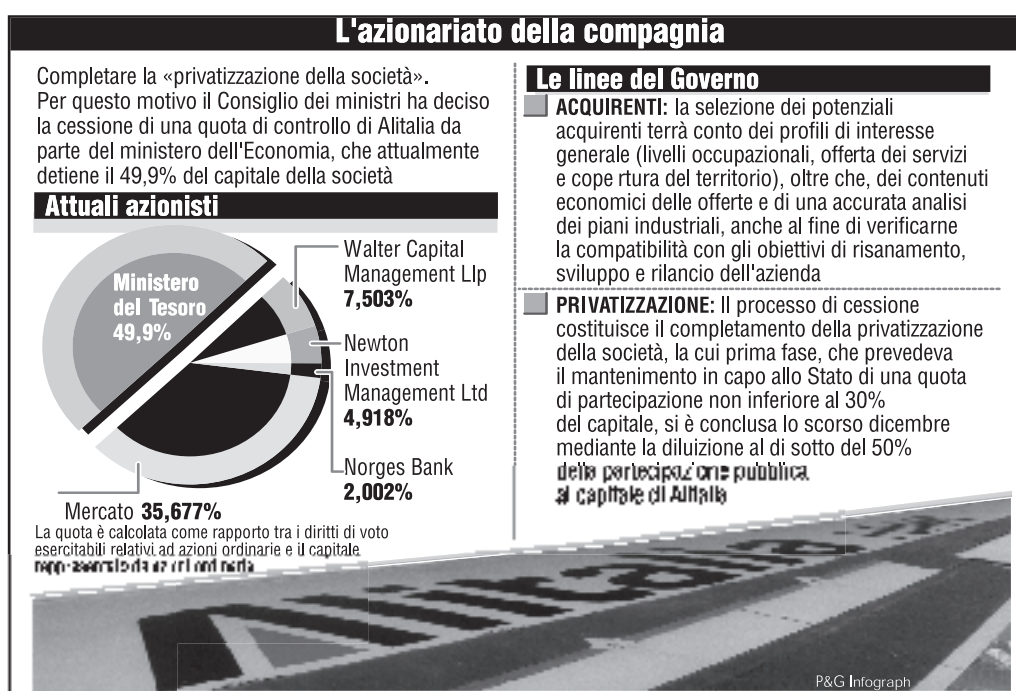 L'azionariato della compagnia
Completare la «privatizzazione della società».
Per questo motivo il Consiglio dei ministri ha deciso
la cessione di una quota di controllo di Alitalia da
parte del ministero dell'Economia, che attualmente
detiene il 49,9% del capitale della società
Attuali azionisti
Ministero
del Tesoro
49,9%
Walter Capital
Management Llp
7,503%
Newton
Investment
Management Ltd
4,918%
Norges Bank
2,002%
Mercato 35,677%
La quota è calcolata come rapporto tra i diritti di voto
esercitabili relativi ad azioni ordinarie e il capitale
Le linee del Governo
ACQUIRENTI: la selezione dei potenziali
acquirenti terrà conto dei profili di interesse
generale (livelli occupazionali, offerta dei servizi
e cope rtura del territorio), oltre che, dei contenuti
economici delle offerte e di una accurata analisi
dei piani industriali, anche al fine di verificarne
la compatibilità con gli obiettivi di risanamento,
sviluppo e rilancio dell'azienda
PRIVATIZZAZIONE: Il processo di cessione
costituisce il completamento della privatizzazione
della società, la cui prima fase, che prevedeva
il mantenimento in capo allo Stato di una quota
di partecipazione non inferiore al 30%
del capitale, si è conclusa lo scorso dicembre
mediante la diluizione al di sotto del 50%
della partecipazione pubblica
al capitale di Alitalia
Alitalia
P&G Infograph